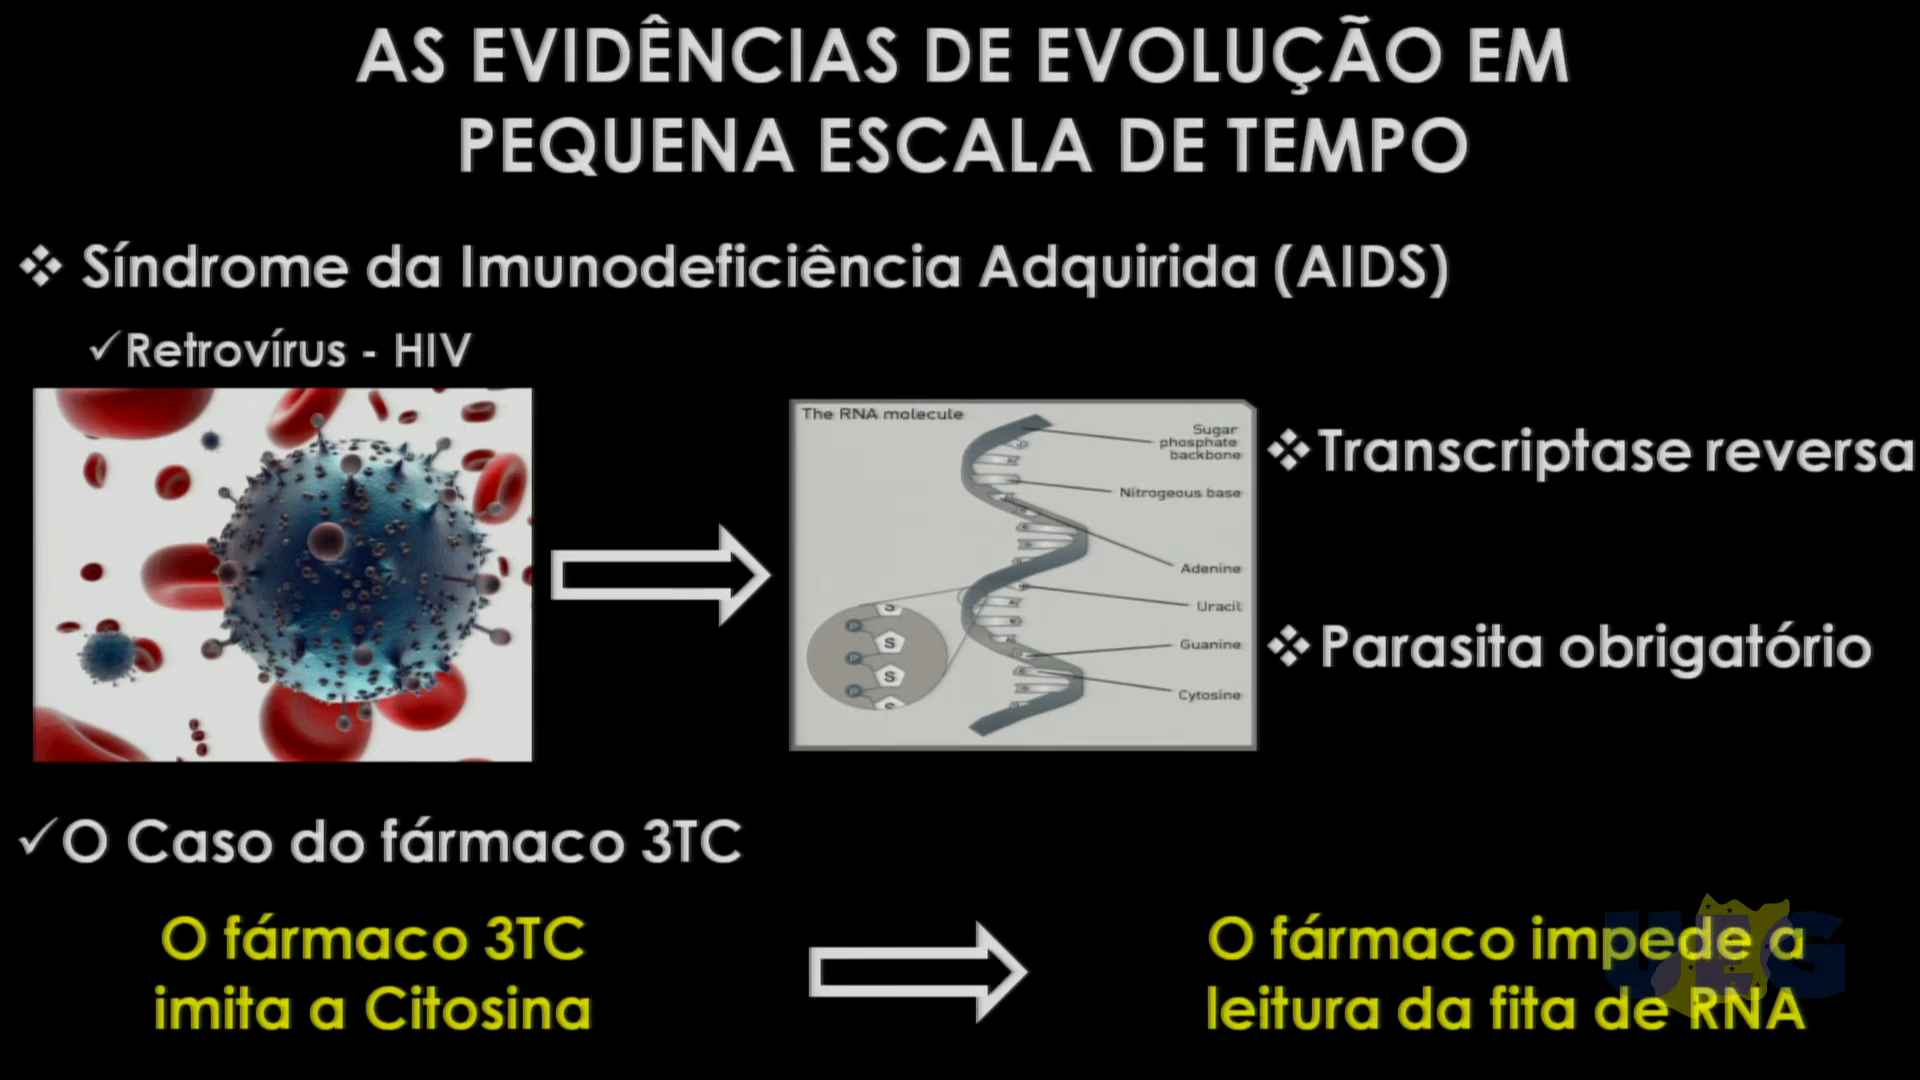 AS EVIDÊNCIAS DE EVOLUÇÃO EM
PEQUENA ESCALA DE TEMPO
❖ Síndrome da Imunodeficiência Adquirida (AIDS)
✓Retrovírus - HIV
The RNA molecule
Sugar
phosphate
backbone
Nitrogeous base
Adenine
Uracil
Guanine
Cytosine
S
P
S
P
S
P
S
❖Transcriptase reversa
❖Parasita obrigatório
✓O Caso do fármaco 3TC
O fármaco 3TC
imita a Citosina
O fármaco impede a
leitura da fita de RNA
UEG